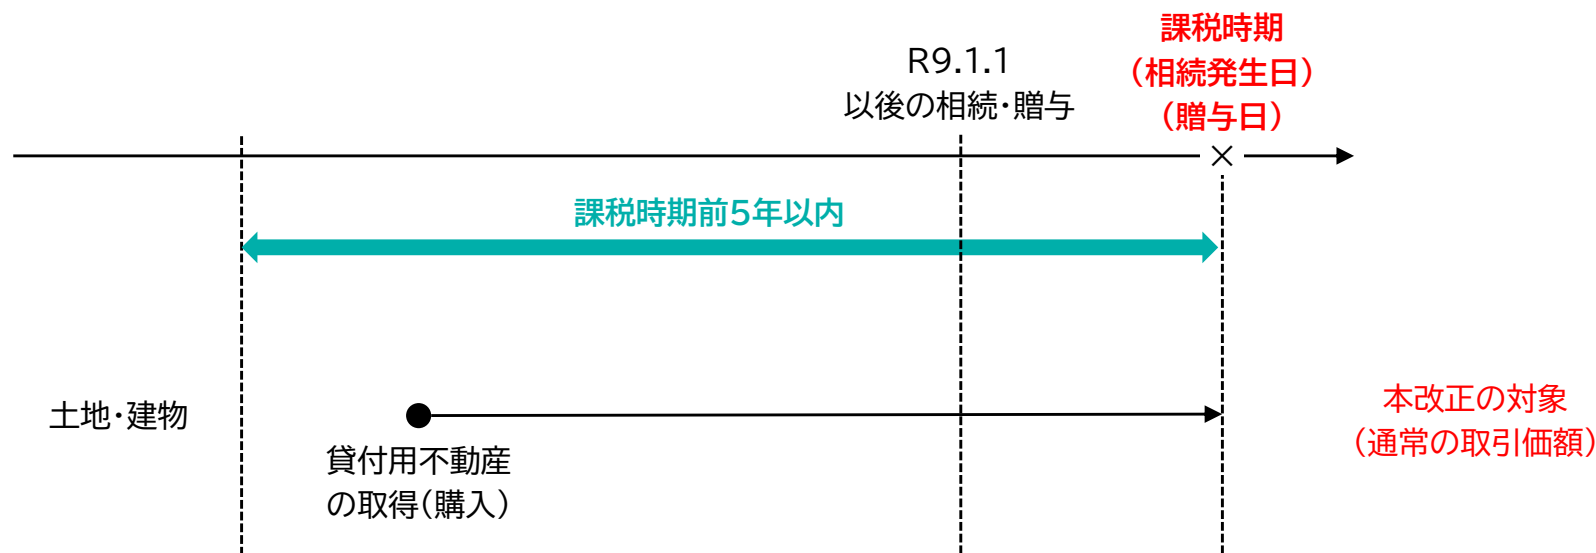 課税時期
（相続発生日）
（贈与日）
R9.1.1
以後の相続・贈与
課税時期前5年以内
土地・建物
貸付用不動産
の取得（購入）
本改正の対象
（通常の取引価額）